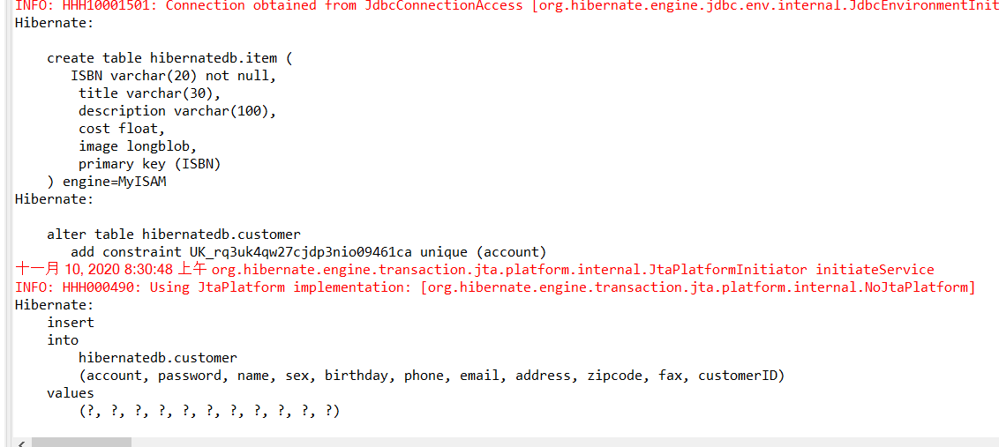 INFO: HHH10001501: Connection obtained from JdbcConnectionAccess [org.hibernate.engine.jdbc.env.internal.JdbcEnvironmentInit
Hibernate:
create table hibernatedb.item (
ISBN varchar(20) not null,
title varchar(30),
description varchar(100),
cost float,
image longblob,
primary key (ISBN)
) engine=MyISAM
Hibernate:
alter table hibernatedb.customer
add constraint UK_rq3uk4qw27cjdp3nio09461ca unique (account)
十一月 10, 2020 8:30:48 上午 org.hibernate.engine.transaction.jta.platform.internal.JtaPlatformInitiator initiateService
INFO: HHH000490: Using JtaPlatform implementation: [org.hibernate.engine.transaction.jta.platform.internal.NoJtaPlatform]
Hibernate:
insert
into
hibernatedb.customer
(account, password, name, sex, birthday, phone, email, address, zipcode, fax, customerID)
values
(?, ?, ?, ?, ?, ?, ?, ?, ?, ?, ?)